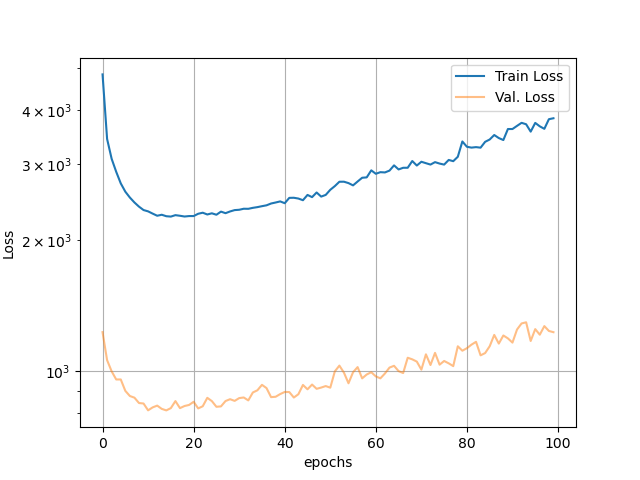 Train Loss
Val. Loss
4 × 10³
3 × 10³
2 × 10³
10³
Loss
0 20 40 60 80 100
epochs